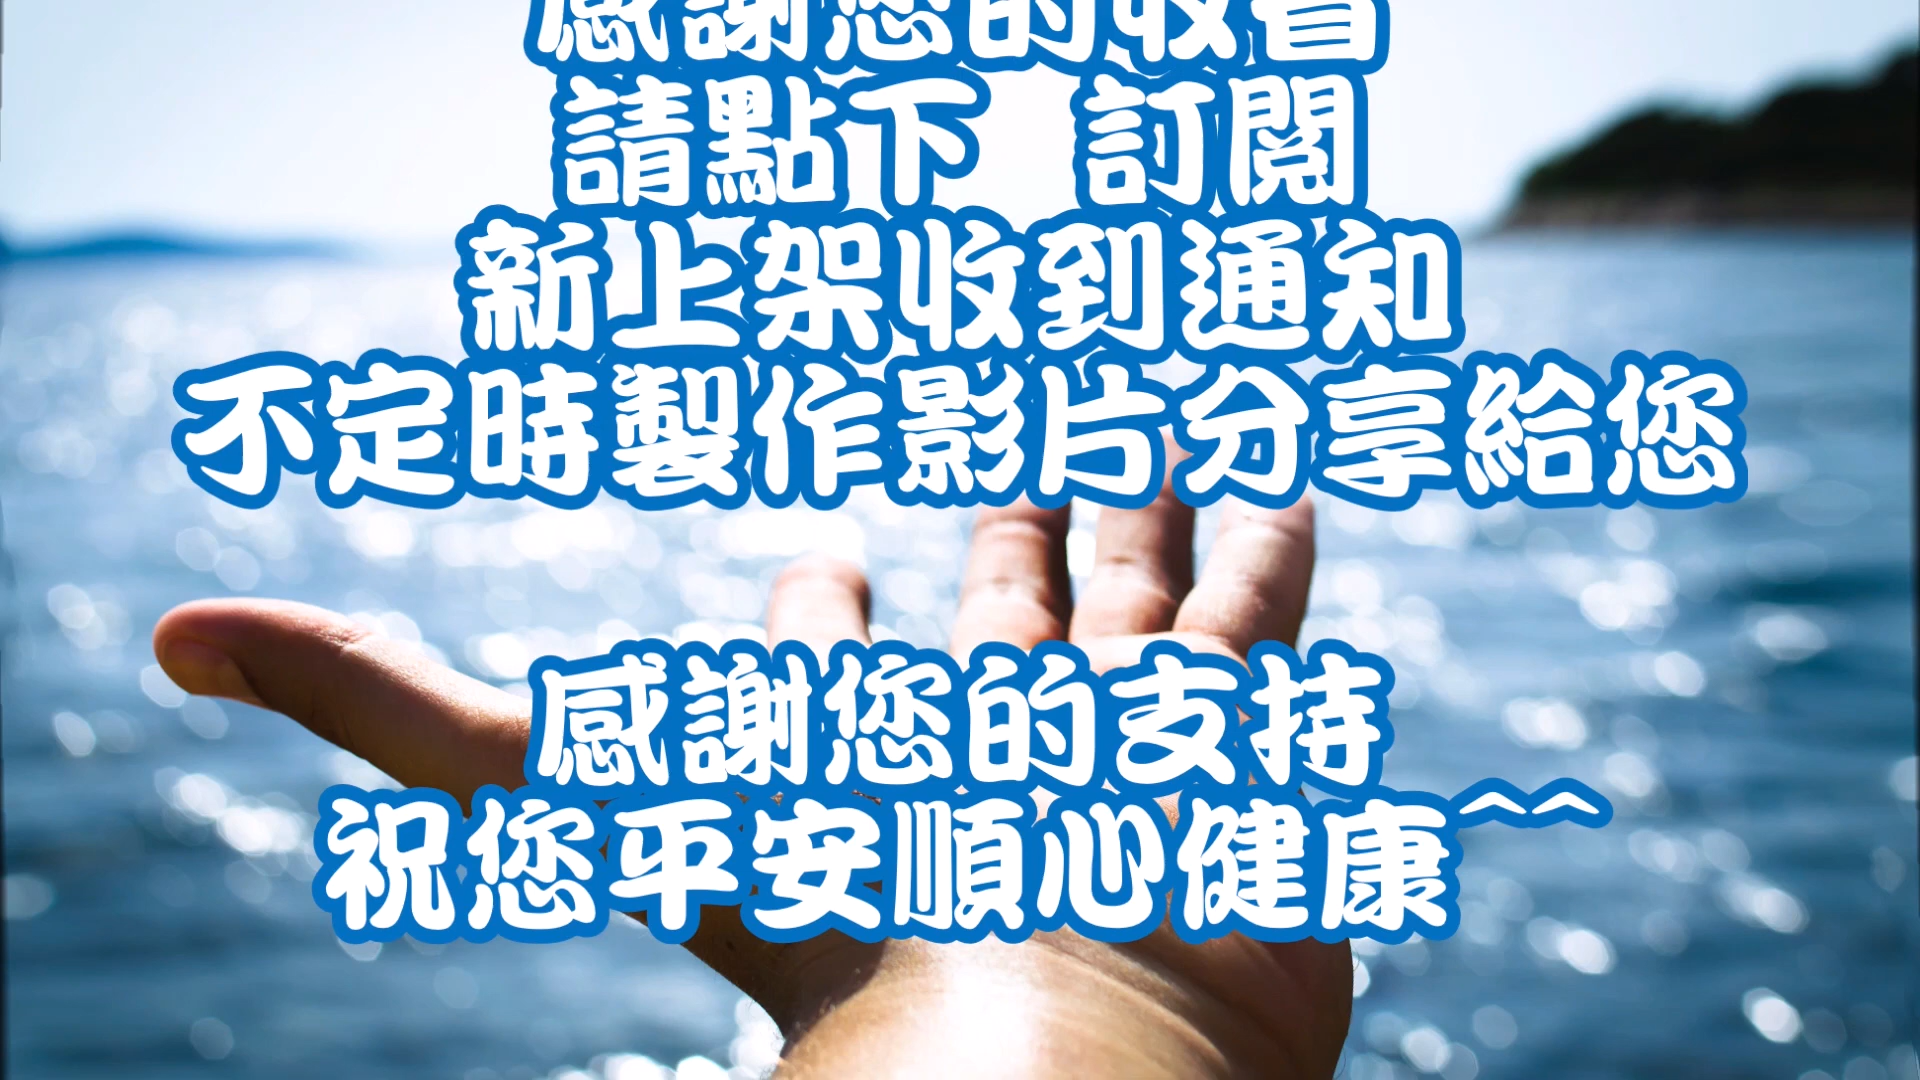 感謝您的收看
請點下 訂閱
新上架收到通知
不定時製作影片分享給您
感謝您的支持
祝您平安順心健康^^